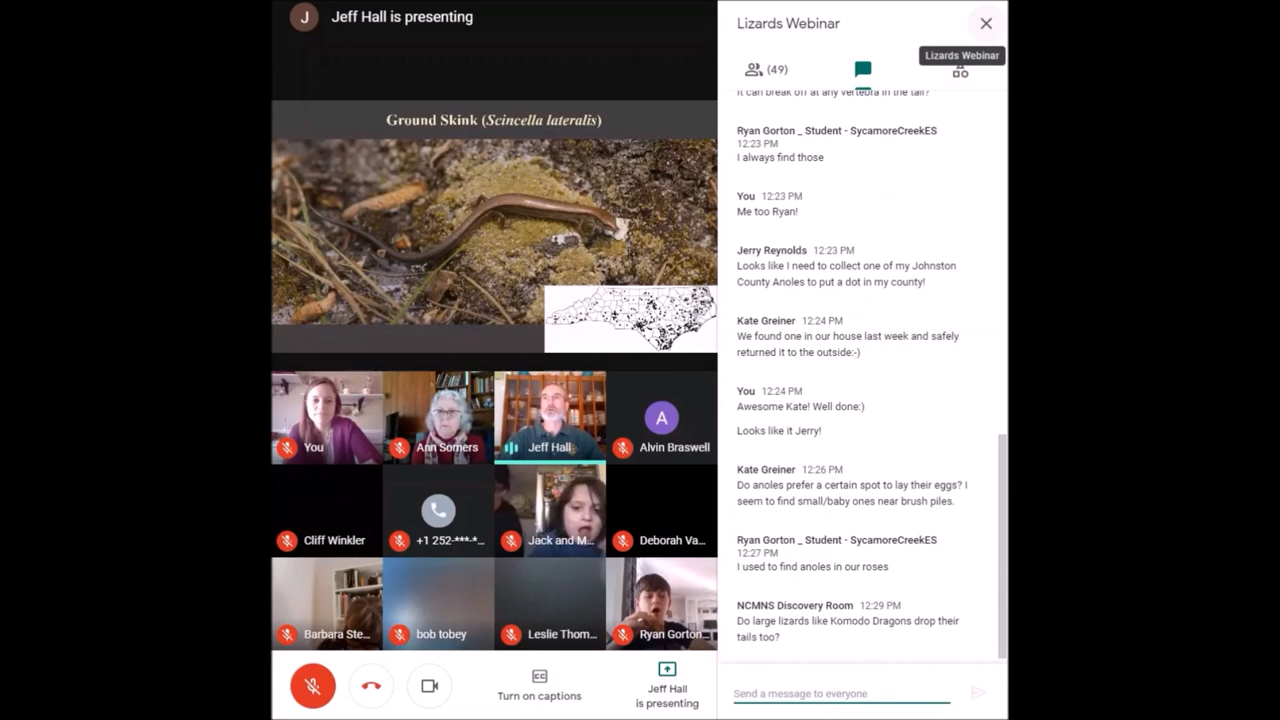 J
Jeff Hall is presenting
Ground Skink (Scincella lateralis)
You
Ann Somers
Jeff Hall
A
Alvin Braswell
Cliff Winkler
+1 252-***-*...
Jack and M...
Deborah Va...
Barbara Ste...
bob tobey
Leslie Thom...
Ryan Gorton...
CC
Turn on captions
Jeff Hall
is presenting
Lizards Webinar
Lizards Webinar
(49)
it can break off at any vertebra in the tail?
Ryan Gorton _ Student - SycamoreCreekES
12:23 PM
I always find those
You 12:23 PM
Me too Ryan!
Jerry Reynolds 12:23 PM
Looks like I need to collect one of my Johnston
County Anoles to put a dot in my county!
Kate Greiner 12:24 PM
We found one in our house last week and safely
returned it to the outside:-)
You 12:24 PM
Awesome Kate! Well done:)
Looks like it Jerry!
Kate Greiner 12:26 PM
Do anoles prefer a certain spot to lay their eggs? I
seem to find small/baby ones near brush piles.
Ryan Gorton _ Student - SycamoreCreekES
12:27 PM
I used to find anoles in our roses
NCMNS Discovery Room 12:29 PM
Do large lizards like Komodo Dragons drop their
tails too?
Send a message to everyone